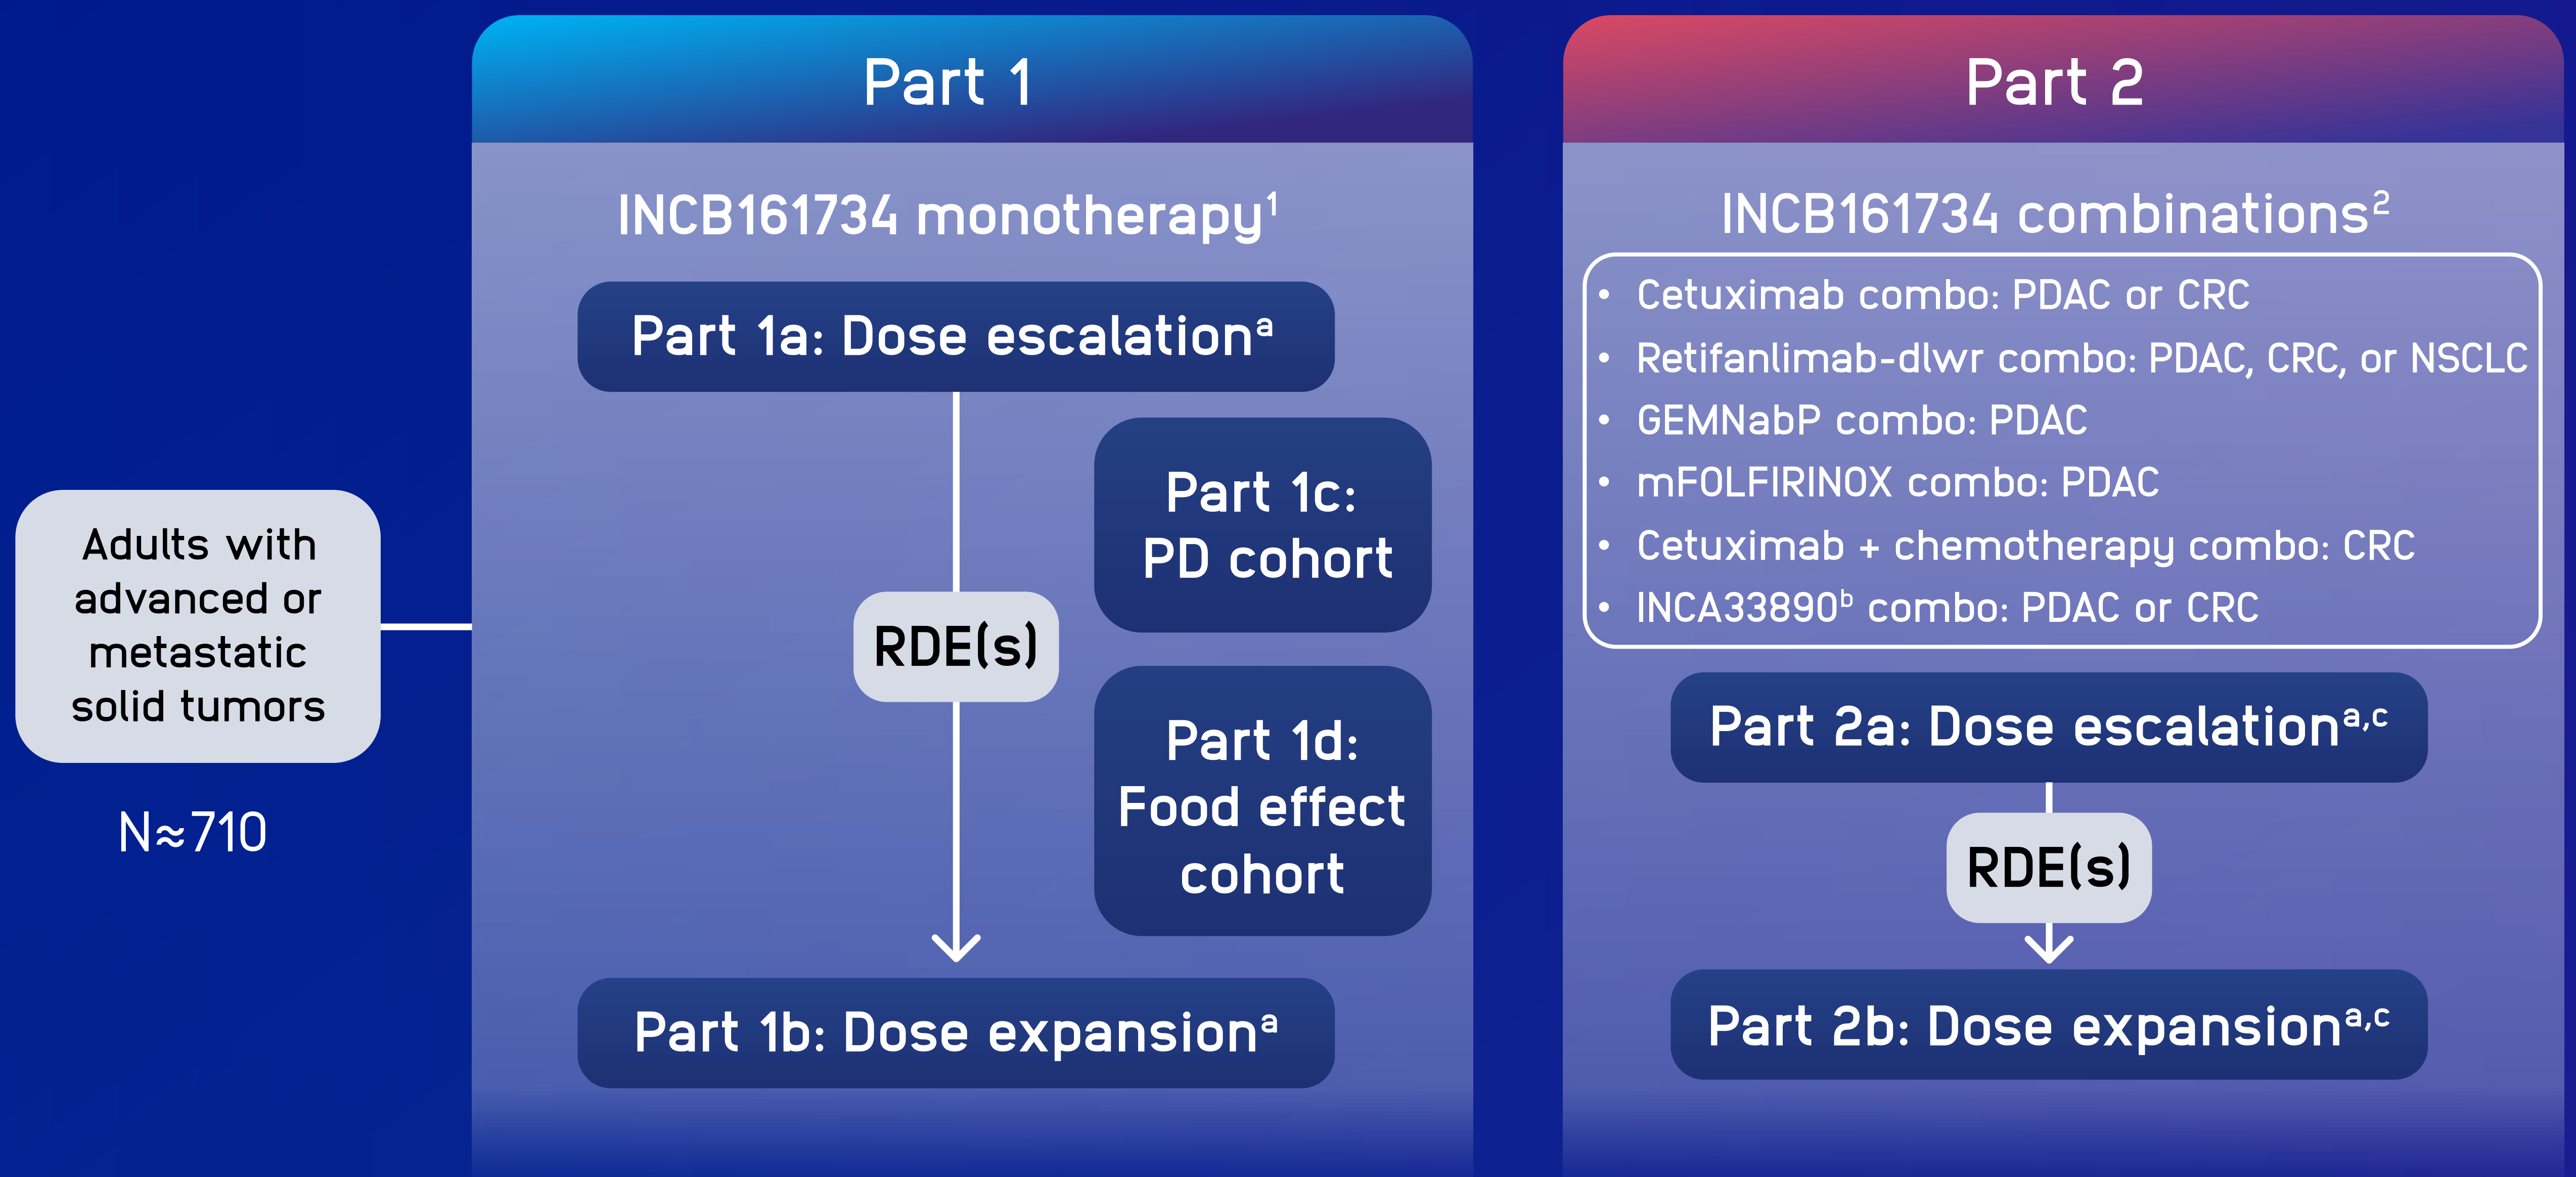 Adults with
advanced or
metastatic
solid tumors
N≈710
Part 1
INCB161734 monotherapy¹
Part 1a: Dose escalationᵃ
RDE(s)
Part 1c:
PD cohort
Part 1d:
Food effect
cohort
Part 1b: Dose expansionᵃ
Part 2
INCB161734 combinations²
• Cetuximab combo: PDAC or CRC
• Retifanlimab-dlwr combo: PDAC, CRC, or NSCLC
• GEMNabP combo: PDAC
• mFOLFIRINOX combo: PDAC
• Cetuximab + chemotherapy combo: CRC
• INCA33890ᵇ combo: PDAC or CRC
Part 2a: Dose escalationᵃ,ᶜ
RDE(s)
Part 2b: Dose expansionᵃ,ᶜ